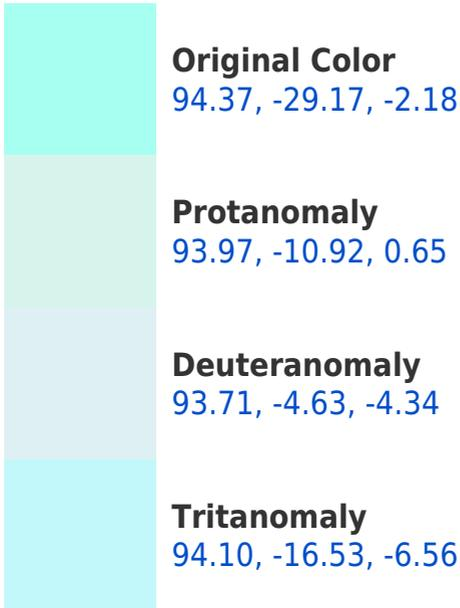 Original Color
94.37, -29.17, -2.18
Protanomaly
93.97, -10.92, 0.65
Deuteranomaly
93.71, -4.63, -4.34
Tritanomaly
94.10, -16.53, -6.56